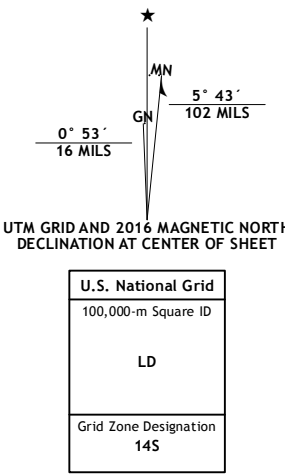 MN
5° 43´
102 MILS
GN
0° 53´
16 MILS
UTM GRID AND 2016 MAGNETIC NORTH
DECLINATION AT CENTER OF SHEET
U.S. National Grid
100,000-m Square ID
LD
Grid Zone Designation
14S